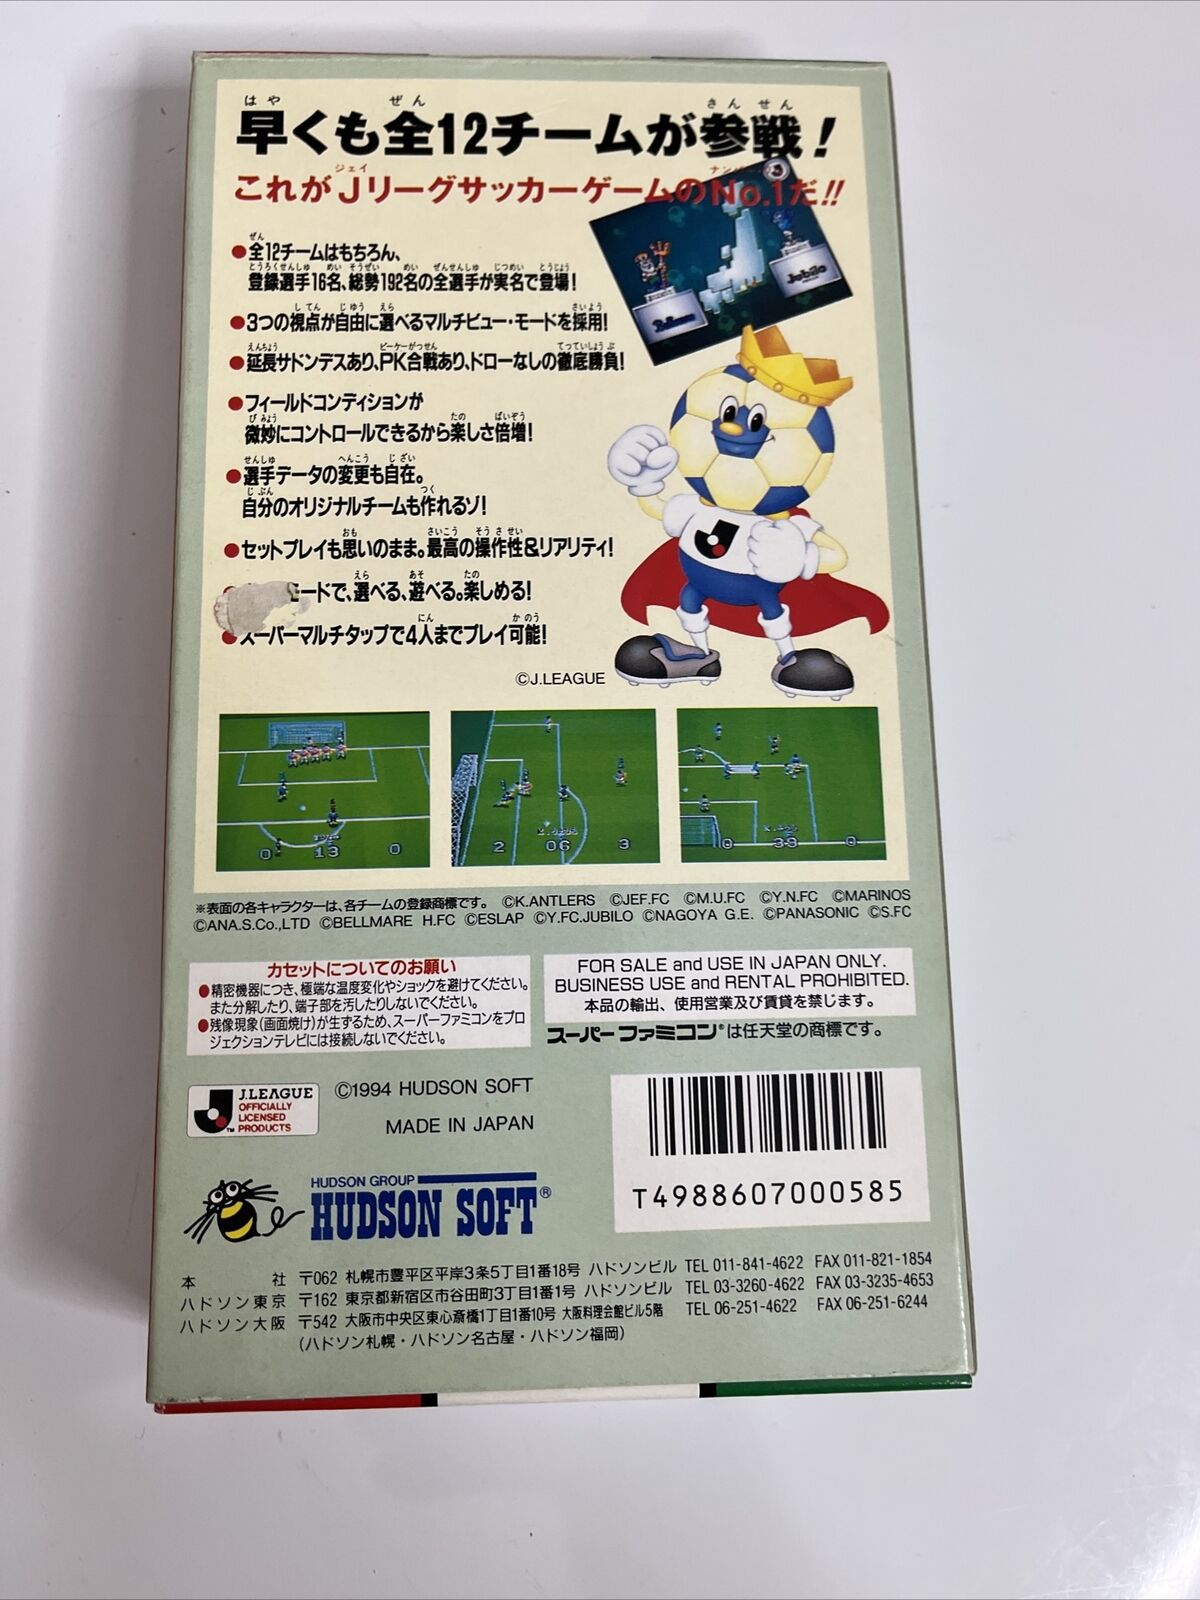 早くも全12チームが参戦!
これがJリーグサッカーゲームのNo.1だ!!
●全12チームはもちろん、
登録選手16名、総勢192名の全選手が実名で登場!
●3つの視点が自由に選べるマルチビュー・モードを採用!
●延長サドンデスあり、PK合戦あり、ドローなしの徹底勝負!
●フィールドコンディションが
微妙にコントロールできるから楽しさ倍増!
●選手データの変更も自在。
自分のオリジナルチームも作れるゾ!
●セットプレイも思いのまま。最高の操作性&リアリティ!
ードで、選べる、遊べる。楽しめる!
●スーパーマルチタップで4人までプレイ可能!
Jubilo
©J.LEAGUE
0 13 0
2 06 3
0 38 0
※表面の各キャラクターは、各チームの登録商標です。 ©K.ANTLERS ©JEF.FC ©M.U.FC ©Y.N.FC ©MARINOS
©ANA.S.Co.,LTD ©BELLMARE H.FC ©ESLAP ©Y.FC.JUBILO ©NAGOYA G.E. ©PANASONIC ©S.FC
カセットについてのお願い
●精密機器につき、極端な温度変化やショックを避けてください。
また分解したり、端子部を汚したりしないでください。
●残像現象(画面焼け)が生ずるため、スーパーファミコンをプロ
ジェクションテレビには接続しないでください。
FOR SALE and USE IN JAPAN ONLY.
BUSINESS USE and RENTAL PROHIBITED.
本品の輸出、使用営業及び賃貸を禁じます。
スーパーファミコン®は任天堂の商標です。
J.LEAGUE
OFFICIALLY
LICENSED
PRODUCTS
TM
©1994 HUDSON SOFT
MADE IN JAPAN
HUDSON GROUP
HUDSON SOFT®
T4988607000585
本 社 〒062 札幌市豊平区平岸3条5丁目1番18号 ハドソンビル TEL 011-841-4622 FAX 011-821-1854
ハドソン東京 〒162 東京都新宿区市谷田町3丁目1番1号 ハドソンビル TEL 03-3260-4622 FAX 03-3235-4653
ハドソン大阪 〒542 大阪市中央区東心斎橋1丁目1番10号 大阪料理会館ビル5階 TEL 06-251-4622 FAX 06-251-6244
(ハドソン札幌・ハドソン名古屋・ハドソン福岡)